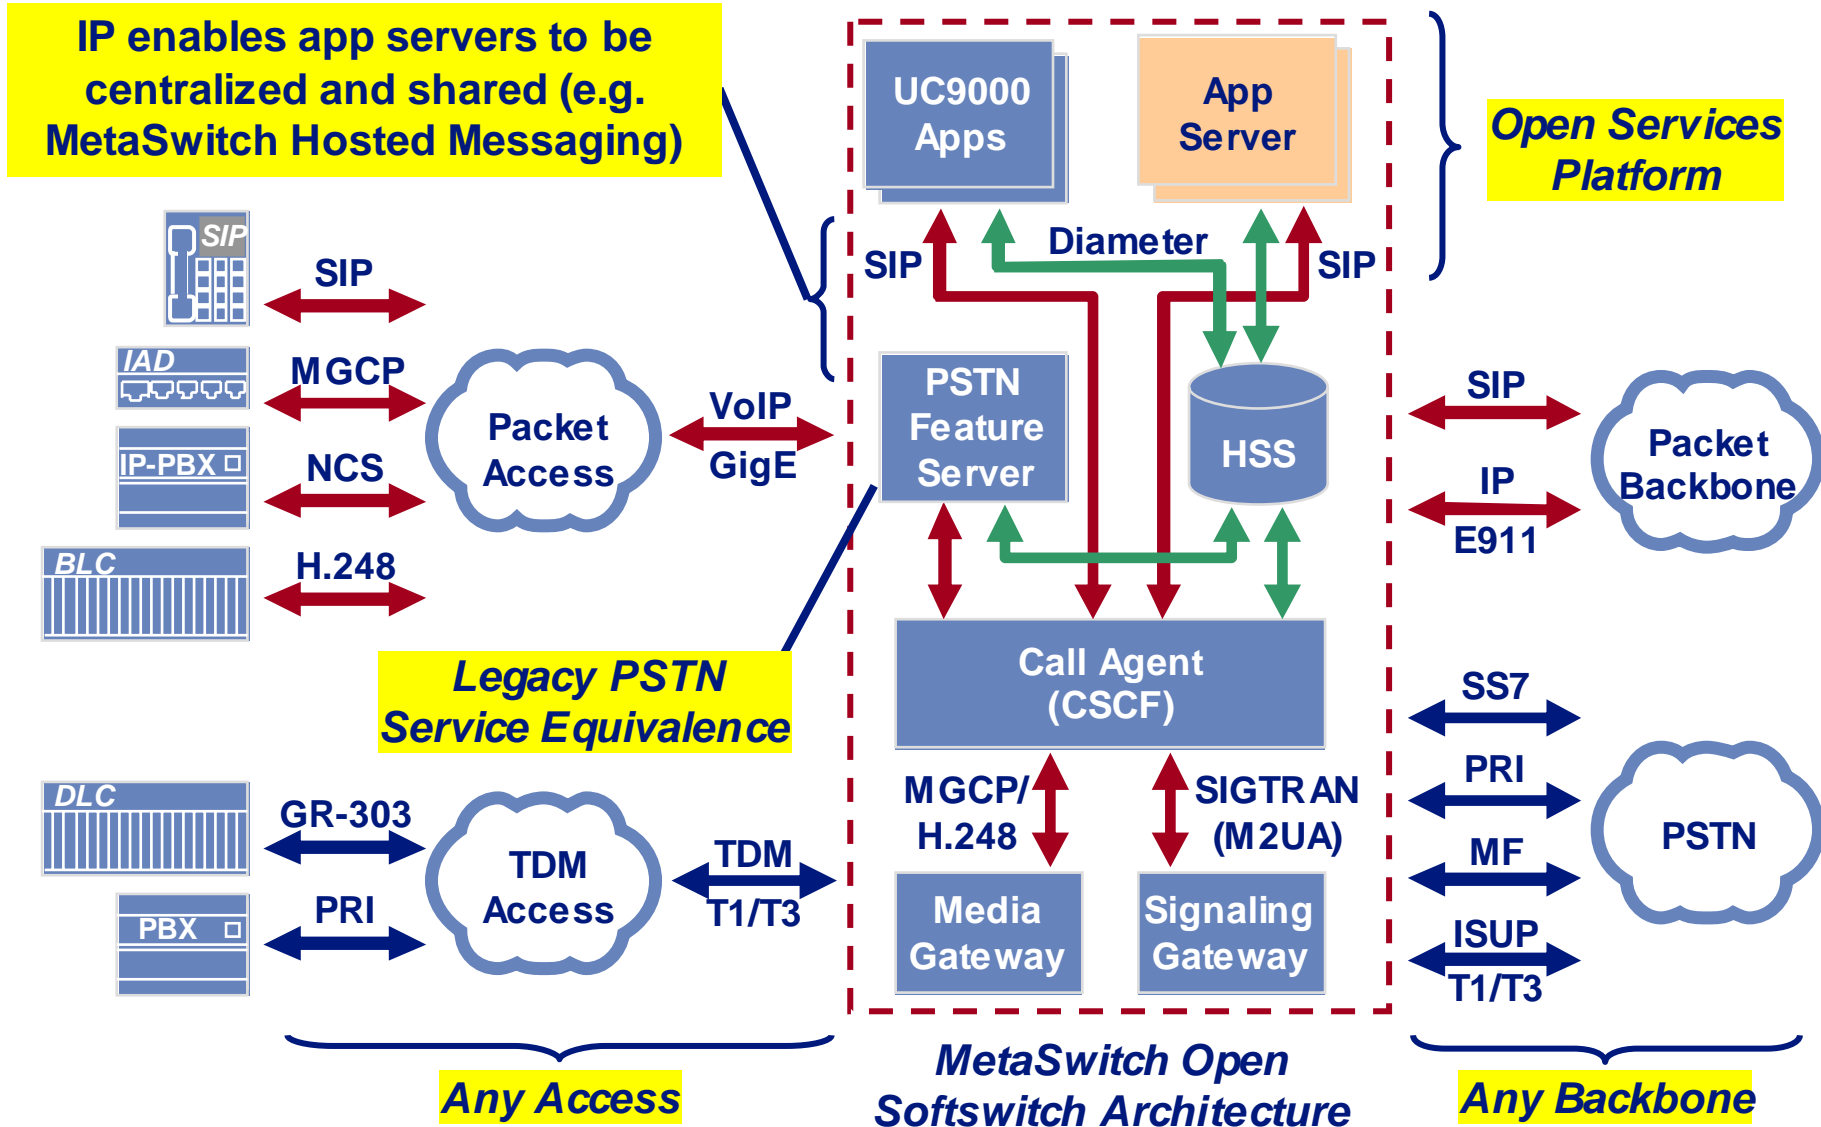 IP enables app servers to be
centralized and shared (e.g.
MetaSwitch Hosted Messaging)
UC9000
Apps
App
Server
Open Services
Platform
SIP
SIP
Diameter
SIP
SIP
IAD
MGCP
IP-PBX
NCS
BLC
H.248
Packet
Access
VoIP
GigE
PSTN
Feature
Server
HSS
SIP
IP
E911
Packet
Backbone
Legacy PSTN
Service Equivalence
Call Agent
(CSCF)
MGCP/
H.248
SIGTRAN
(M2UA)
Media
Gateway
Signaling
Gateway
DLC
GR-303
PBX
PRI
TDM
Access
TDM
T1/T3
SS7
PRI
MF
ISUP
T1/T3
PSTN
Any Access
MetaSwitch Open
Softswitch Architecture
Any Backbone